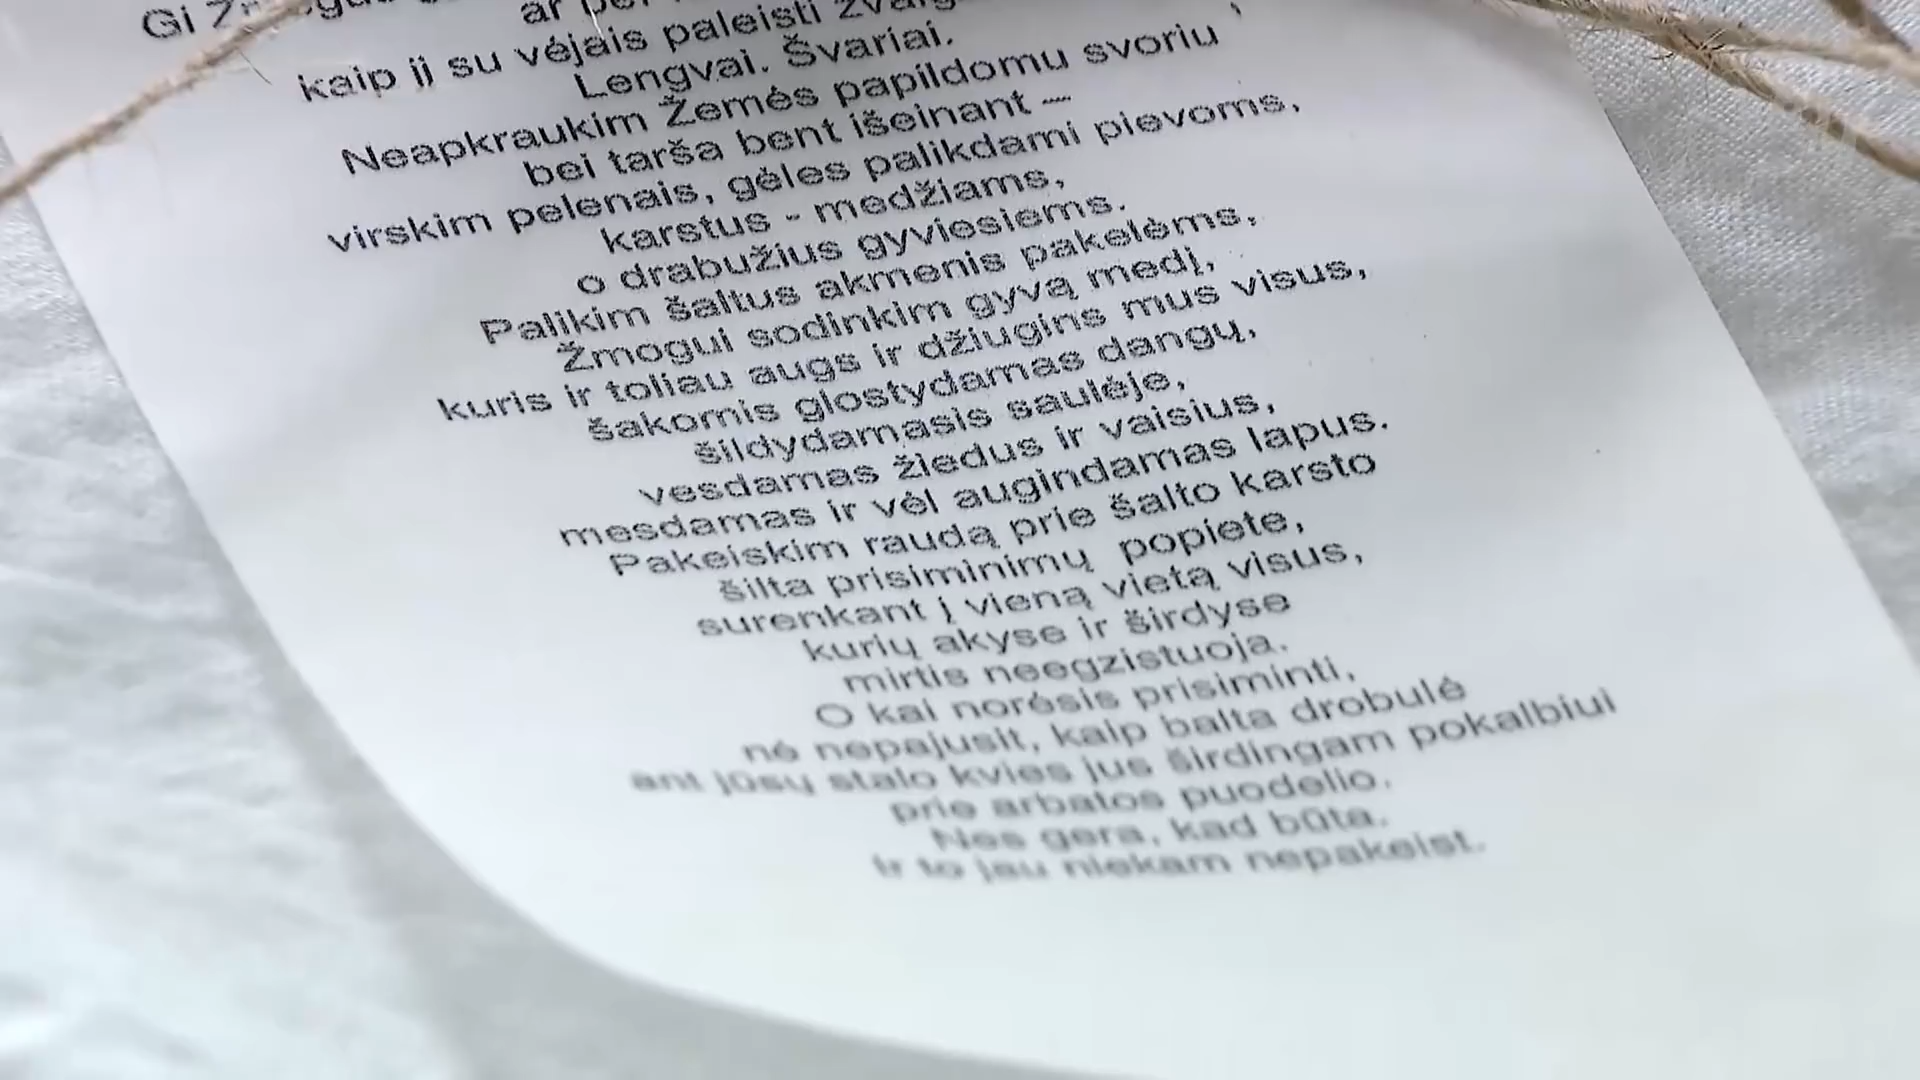 Gi
ar
kaip jį su vėjais paleisti
Lengvai. Švariai.
Neapkraukim Žemės papildomu svoriu
bei tarša bent išeinant –
virskim pelenais, gėles palikdami pievoms,
karstus - medžiams,
o drabužius gyviesiems.
Palikim šaltus akmenis pakelėms,
Žmogui sodinkim gyvą medį,
kuris ir toliau augs ir džiugins mus visus,
šakomis glostydamas dangų,
šildydamasis saulėje,
vesdamas žiedus ir vaisius,
mesdamas ir vėl augindamas lapus.
Pakeiskim raudą prie šalto karsto
šilta prisiminimų popiete,
surenkant į vieną vietą visus,
kurių akyse ir širdyse
mirtis neegzistuoja.
O kai norėsis prisiminti,
nė nepajusit, kaip balta drobulė
ant jūsų stalo kvies jus širdingam pokalbiui
prie arbatos puodelio.
Nes gera, kad būta.
Ir to jau niekam nepakeist.